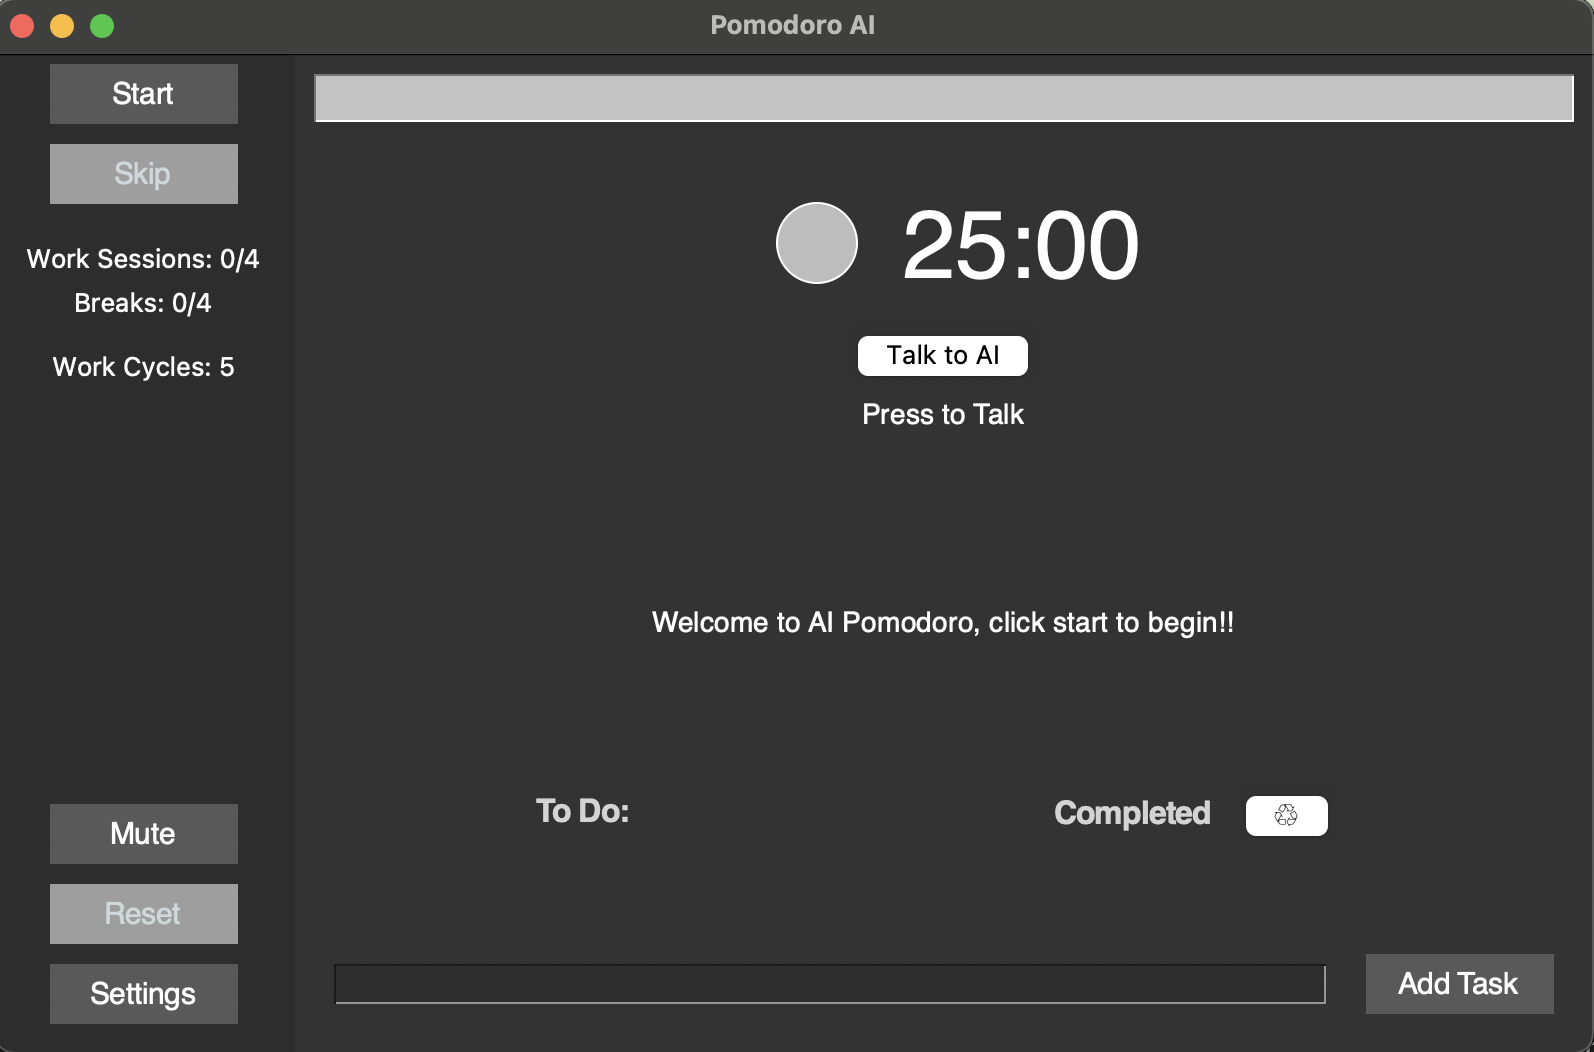 Pomodoro AI
Start
Skip
Work Sessions: 0/4
Breaks: 0/4
Work Cycles: 5
25:00
Talk to AI
Press to Talk
Welcome to AI Pomodoro, click start to begin!!
To Do:
Completed
♲
Mute
Reset
Settings
Add Task